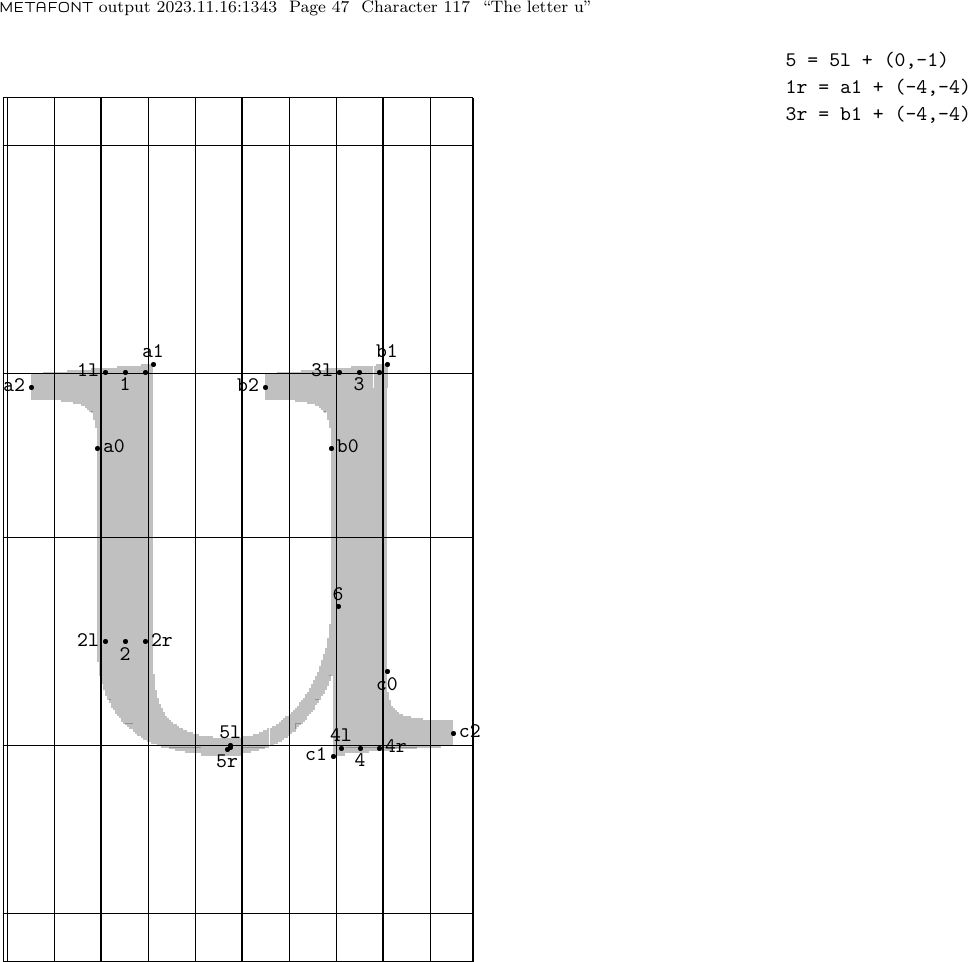 METAFONT output 2023.11.16:1343 Page 47 Character 117 “The letter u”
5 = 5l + (0,-1)
1r = a1 + (-4,-4)
3r = b1 + (-4,-4)
a1 b1
1l 3l
a2 1 b2 3
a0 b0
6
2l 2r
2
c0
5l 4l c2
c1 4 4r
5r